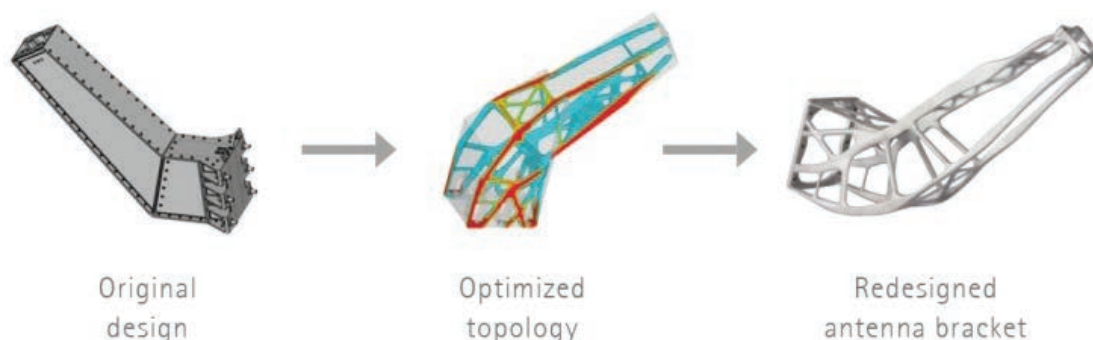 Original
design
Optimized
topology
Redesigned
antenna bracket